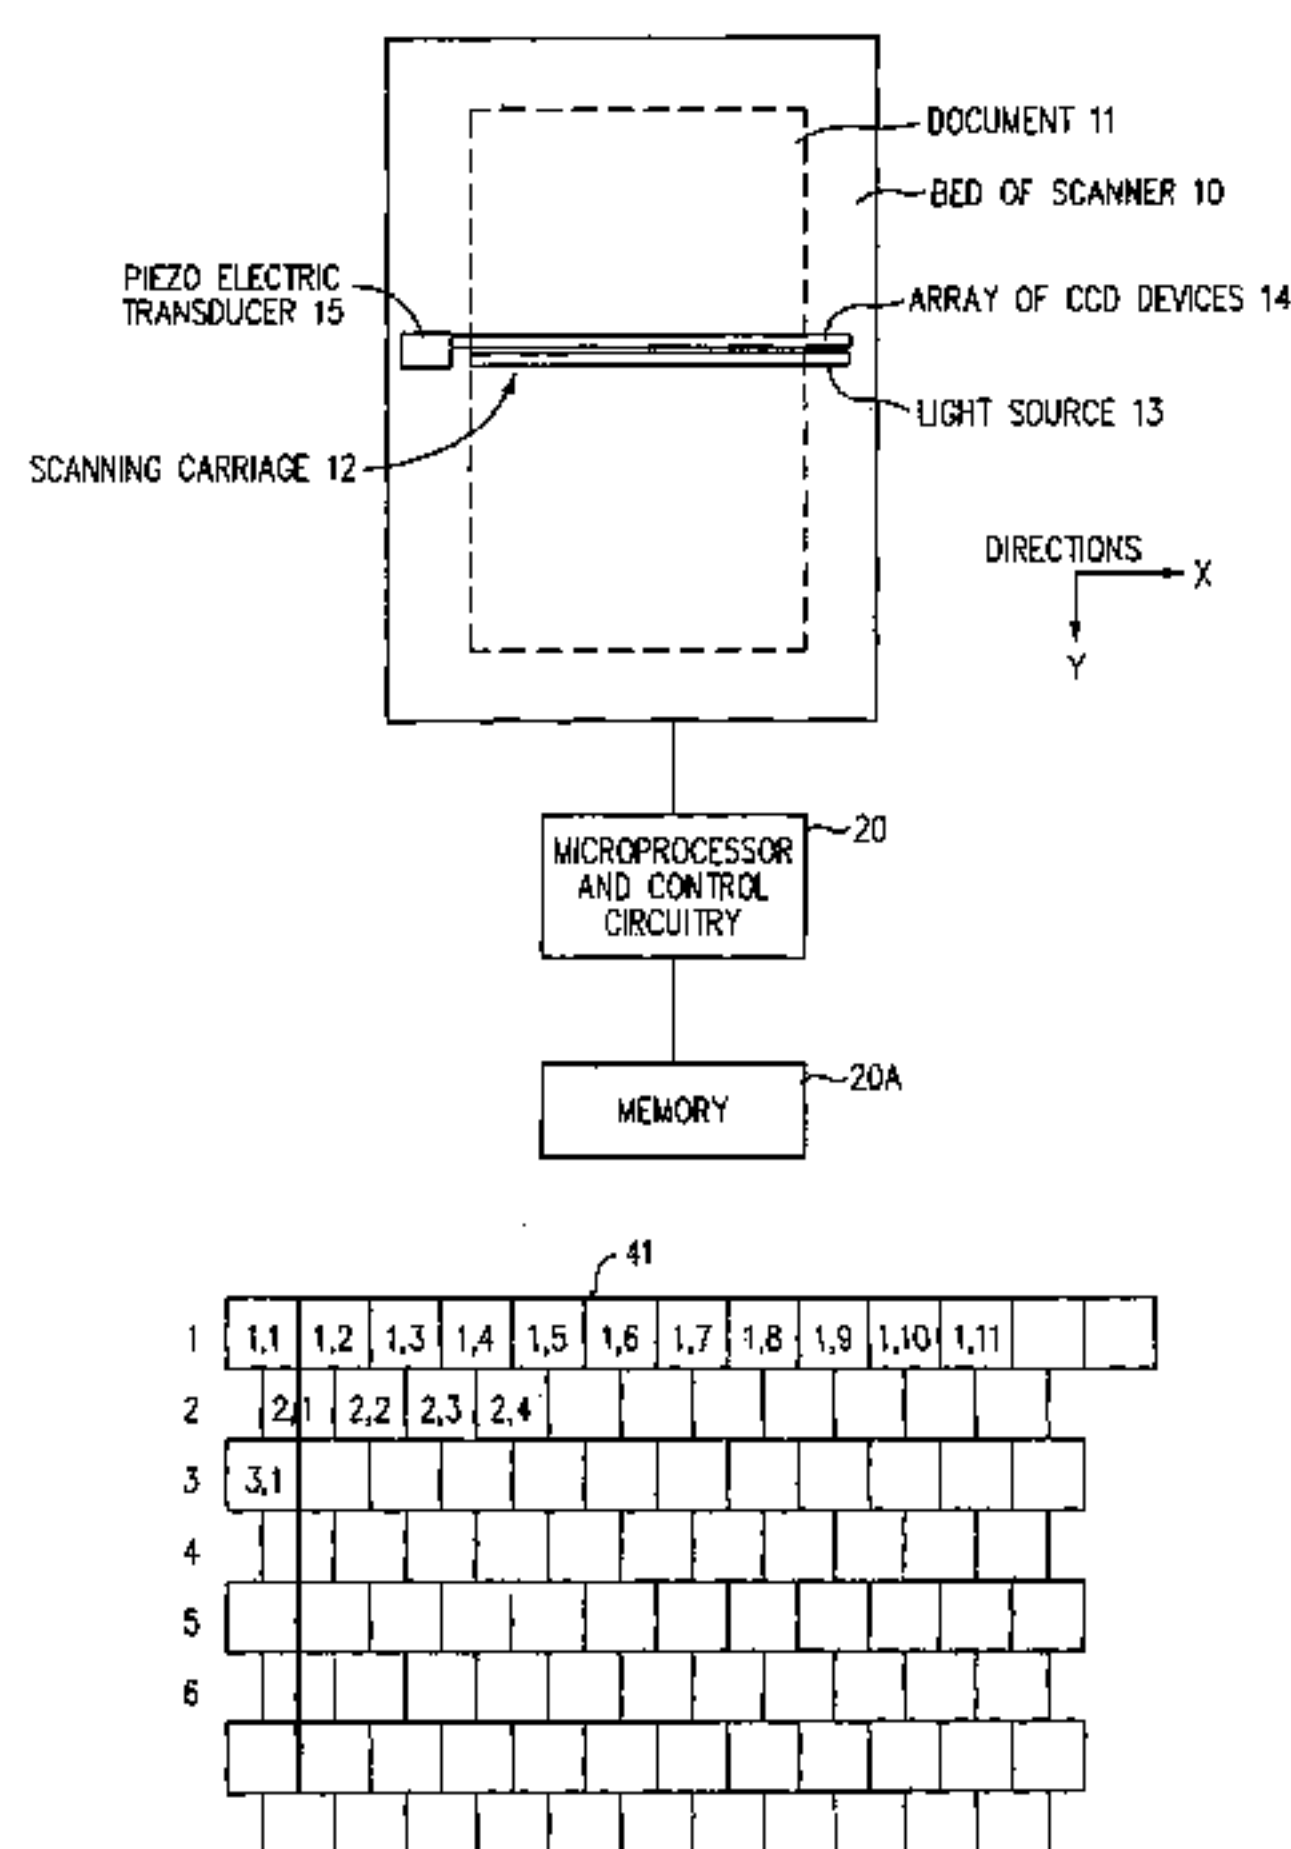 DOCUMENT 11
BED OF SCANNER 10
PIEZO ELECTRIC
TRANSDUCER 15
ARRAY OF CCD DEVICES 14
LIGHT SOURCE 13
SCANNING CARRIAGE 12
DIRECTIONS
X
Y
20
MICROPROCESSOR
AND CONTROL
CIRCUITRY
20A
MEMORY
41
1 1,1 1,2 1,3 1,4 1,5 1,6 1,7 1,8 1,9 1,10 1,11
2 2,1 2,2 2,3 2,4
3 3,1
4
5
6